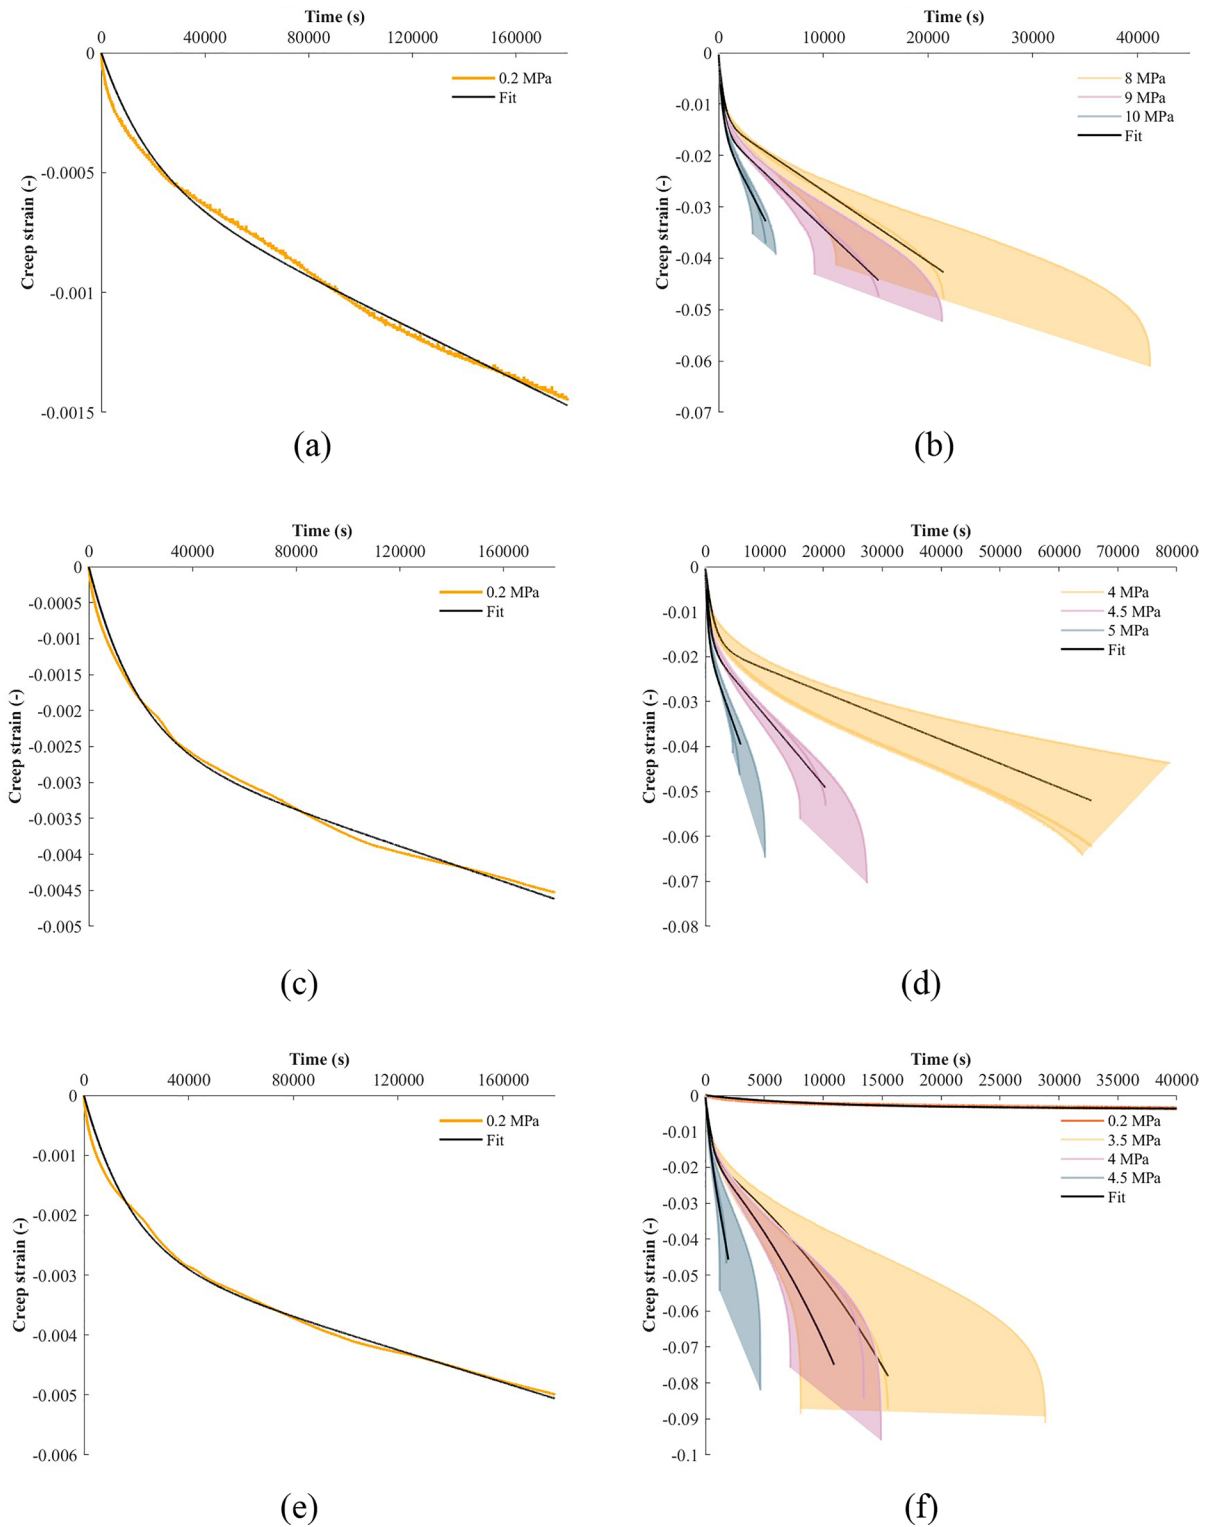 Time (s)
0 40000 80000 120000 160000
0
-0.0005
-0.001
-0.0015
Creep strain (-)
0.2 MPa
Fit
(a)
Time (s)
0 10000 20000 30000 40000
0
-0.01
-0.02
-0.03
-0.04
-0.05
-0.06
-0.07
Creep strain (-)
8 MPa
9 MPa
10 MPa
Fit
(b)
Time (s)
0 40000 80000 120000 160000
0
-0.0005
-0.001
-0.0015
-0.002
-0.0025
-0.003
-0.0035
-0.004
-0.0045
-0.005
Creep strain (-)
0.2 MPa
Fit
(c)
Time (s)
0 10000 20000 30000 40000 50000 60000 70000 80000
0
-0.01
-0.02
-0.03
-0.04
-0.05
-0.06
-0.07
-0.08
Creep strain (-)
4 MPa
4.5 MPa
5 MPa
Fit
(d)
Time (s)
0 40000 80000 120000 160000
0
-0.001
-0.002
-0.003
-0.004
-0.005
-0.006
Creep strain (-)
0.2 MPa
Fit
(e)
Time (s)
0 5000 10000 15000 20000 25000 30000 35000 40000
0
-0.01
-0.02
-0.03
-0.04
-0.05
-0.06
-0.07
-0.08
-0.09
-0.1
Creep strain (-)
0.2 MPa
3.5 MPa
4 MPa
4.5 MPa
Fit
(f)